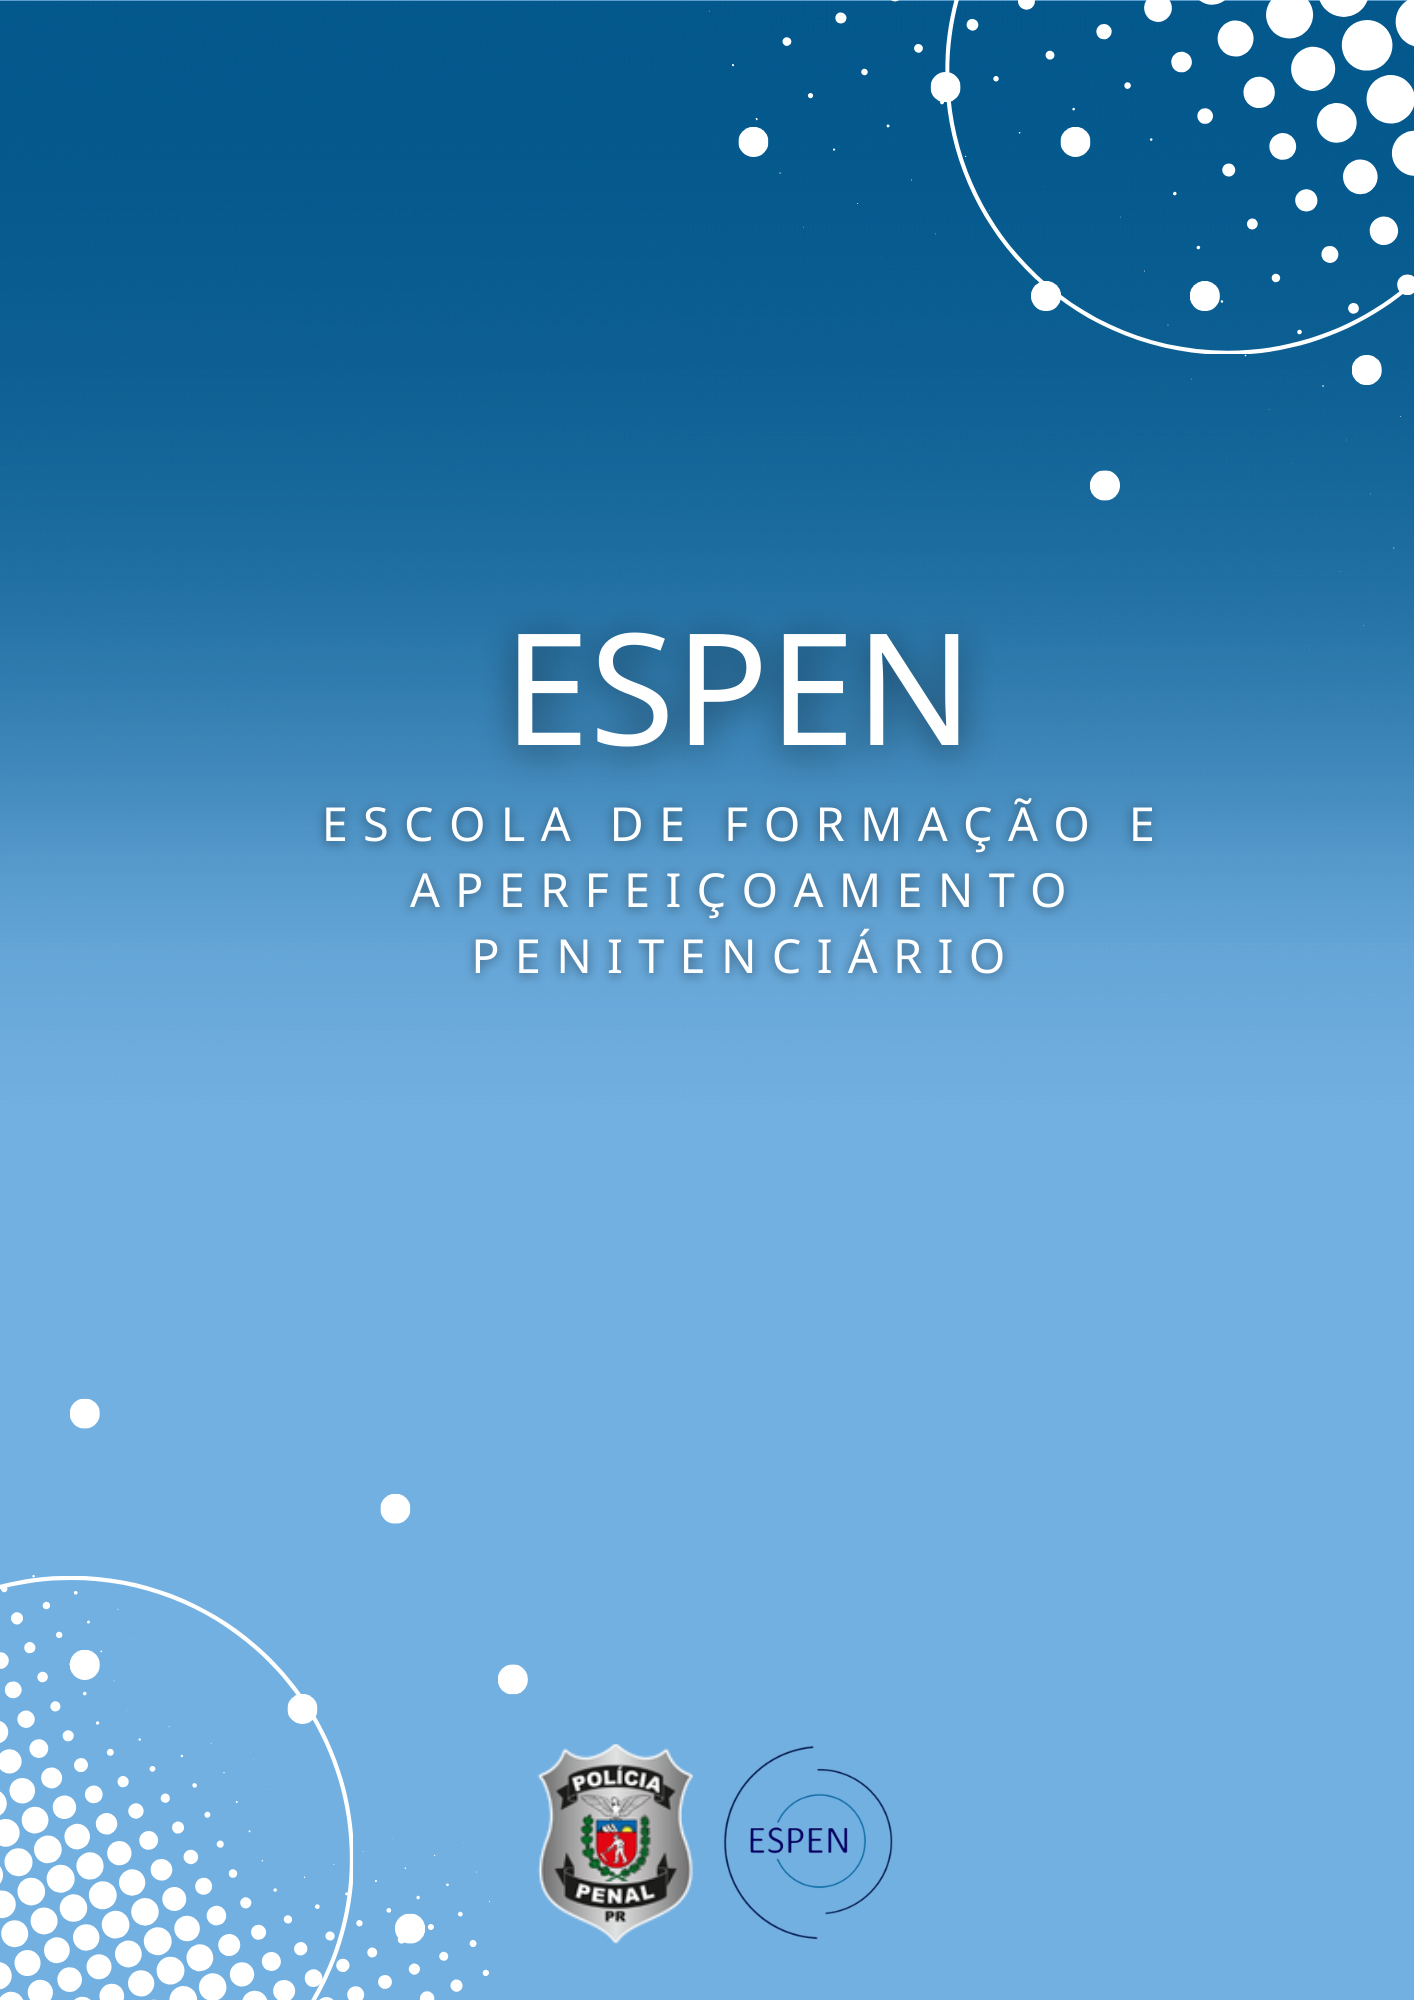 ESPEN
ESCOLA DE FORMAÇÃO E
APERFEIÇOAMENTO
PENITENCIÁRIO
POLÍCIA
PENAL
PR
ESPEN